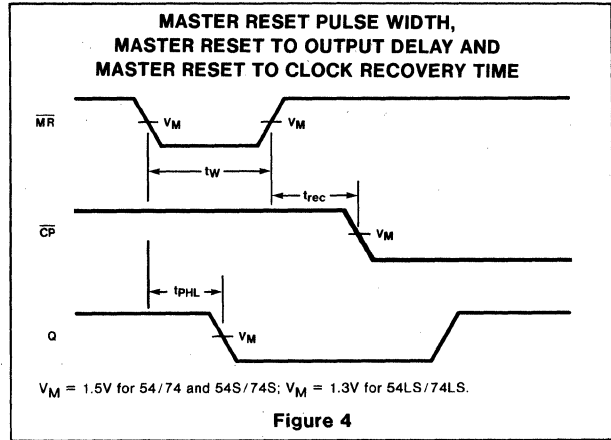 MASTER RESET PULSE WIDTH,
MASTER RESET TO OUTPUT DELAY AND
MASTER RESET TO CLOCK RECOVERY TIME
M̅R̅
VM
VM
tW
trec
C̅P̅
VM
tPHL
Q
VM
VM = 1.5V for 54/74 and 54S/74S; VM = 1.3V for 54LS/74LS.
Figure 4